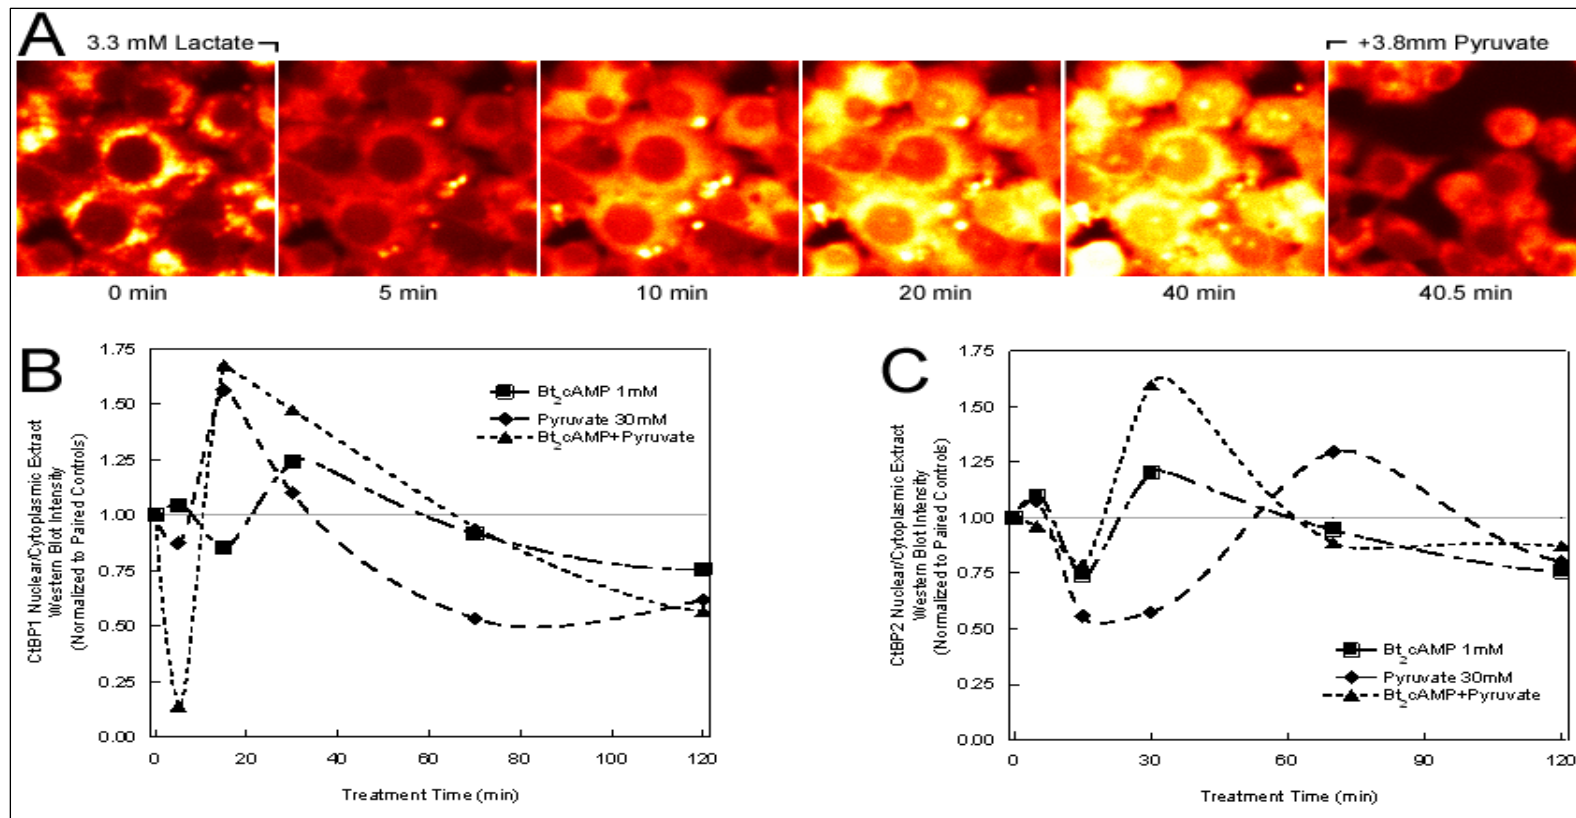 A
3.3 mM Lactate
+3.8mm Pyruvate
0 min
5 min
10 min
20 min
40 min
40.5 min
B
CtBP1 Nuclear/Cytoplasmic Extract
Western Blot Intensity
(Normalized to Paired Controls)
1.75
1.50
1.25
1.00
0.75
0.50
0.25
0.00
Bt2cAMP 1mM
Pyruvate 30mM
Bt2cAMP+Pyruvate
0
20
40
60
80
100
120
Treatment Time (min)
C
CtBP2 Nuclear/Cytoplasmic Extract
Western Blot Intensity
(Normalized to Paired Controls)
1.75
1.50
1.25
1.00
0.75
0.50
0.25
0.00
Bt2cAMP 1mM
Pyruvate 30mM
Bt2cAMP+Pyruvate
0
30
60
90
120
Treatment Time (min)